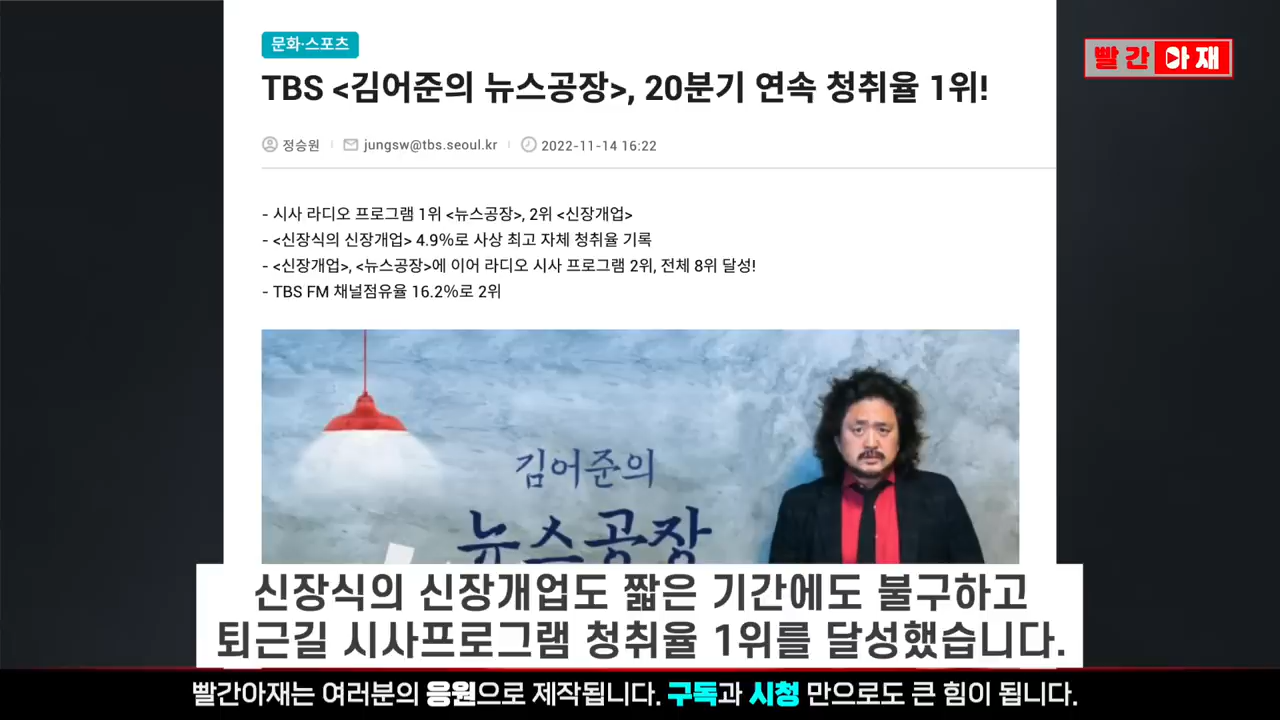 문화·스포츠
빨간아재
TBS <김어준의 뉴스공장>, 20분기 연속 청취율 1위!
정승원 jungsw@tbs.seoul.kr 2022-11-14 16:22
- 시사 라디오 프로그램 1위 <뉴스공장>, 2위 <신장개업>
- <신장식의 신장개업> 4.9%로 사상 최고 자체 청취율 기록
- <신장개업>, <뉴스공장>에 이어 라디오 시사 프로그램 2위, 전체 8위 달성!
- TBS FM 채널점유율 16.2%로 2위
김어준의
뉴스공장
신장식의 신장개업도 짧은 기간에도 불구하고
퇴근길 시사프로그램 청취율 1위를 달성했습니다.
빨간아재는 여러분의 응원으로 제작됩니다. 구독과 시청 만으로도 큰 힘이 됩니다.